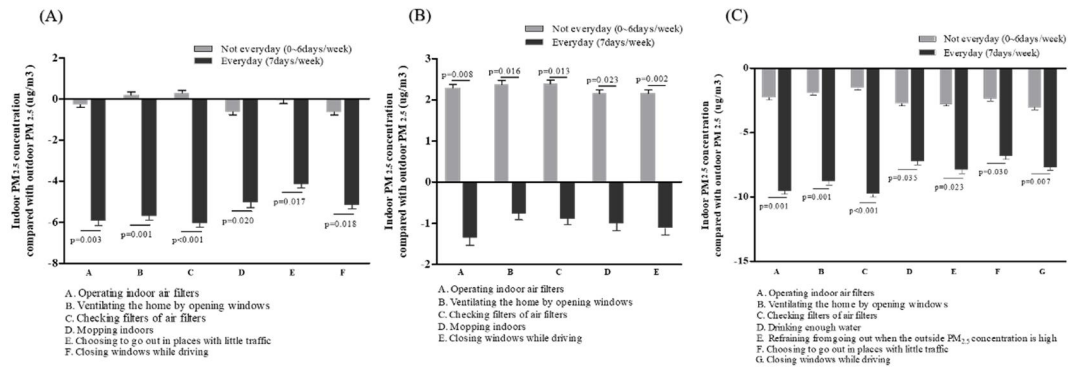 (A)
Not everyday (0~6days/week)
Everyday (7days/week)
Indoor PM2.5 concentration
compared with outdoor PM 2.5 (ug/m3)
2
0
-2
-4
-6
-8
p=0.003
p=0.001
p<0.001
p=0.020
p=0.017
p=0.018
A B C D E F
A. Operating indoor air filters
B. Ventilating the home by opening windows
C. Checking filters of air filters
D. Mopping indoors
E. Choosing to go out in places with little traffic
F. Closing windows while driving
(B)
Not everyday (0~6days/week)
Everyday (7days/week)
Indoor PM2.5 concentration
compared with outdoor PM 2.5 (ug/m3)
3
2
1
0
-1
-2
p=0.008
p=0.016
p=0.013
p=0.023
p=0.002
A B C D E
A. Operating indoor air filters
B. Ventilating the home by opening windows
C. Checking filters of air filters
D. Mopping indoors
E. Closing windows while driving
(C)
Not everyday (0~6days/week)
Everyday (7days/week)
Indoor PM2.5 concentration
compared with outdoor PM 2.5 (ug/m3)
0
-5
-10
-15
p=0.001
p=0.001
p<0.001
p=0.035
p=0.023
p=0.030
p=0.007
A B C D E F G
A. Operating indoor air filters
B. Ventilating the home by opening windows
C. Checking filters of air filters
D. Drinking enough water
E. Refraining from going out when the outside PM2.5 concentration is high
F. Choosing to go out in places with little traffic
G. Closing windows while driving